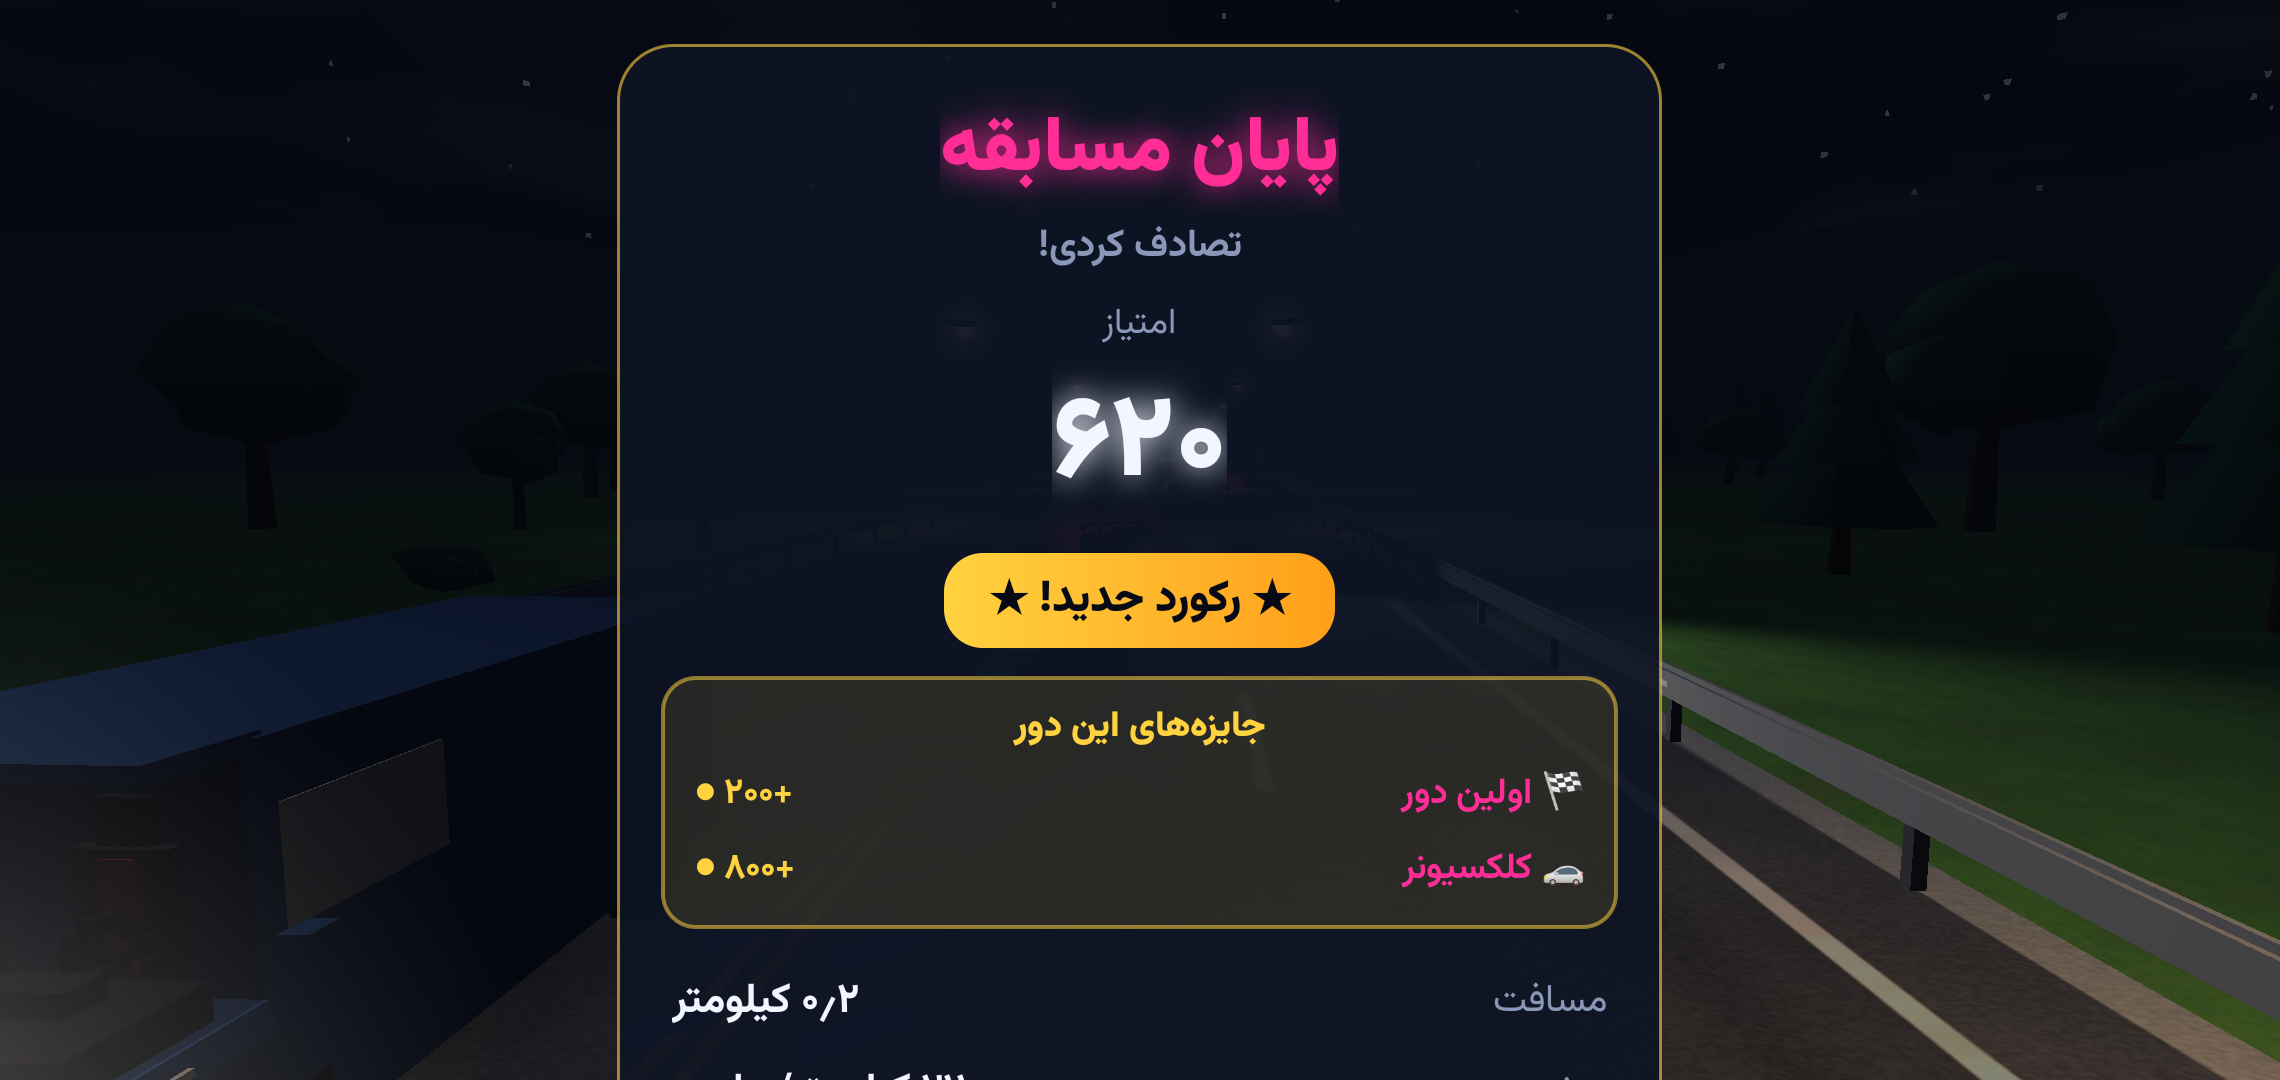 پایان مسابقه
تصادف کردی!
امتیاز
۶۲۰
★ رکورد جدید! ★
جایزه‌های این دور
اولین دور +۲۰۰
کلکسیونر +۸۰۰
مسافت ۰٫۲ کیلومتر